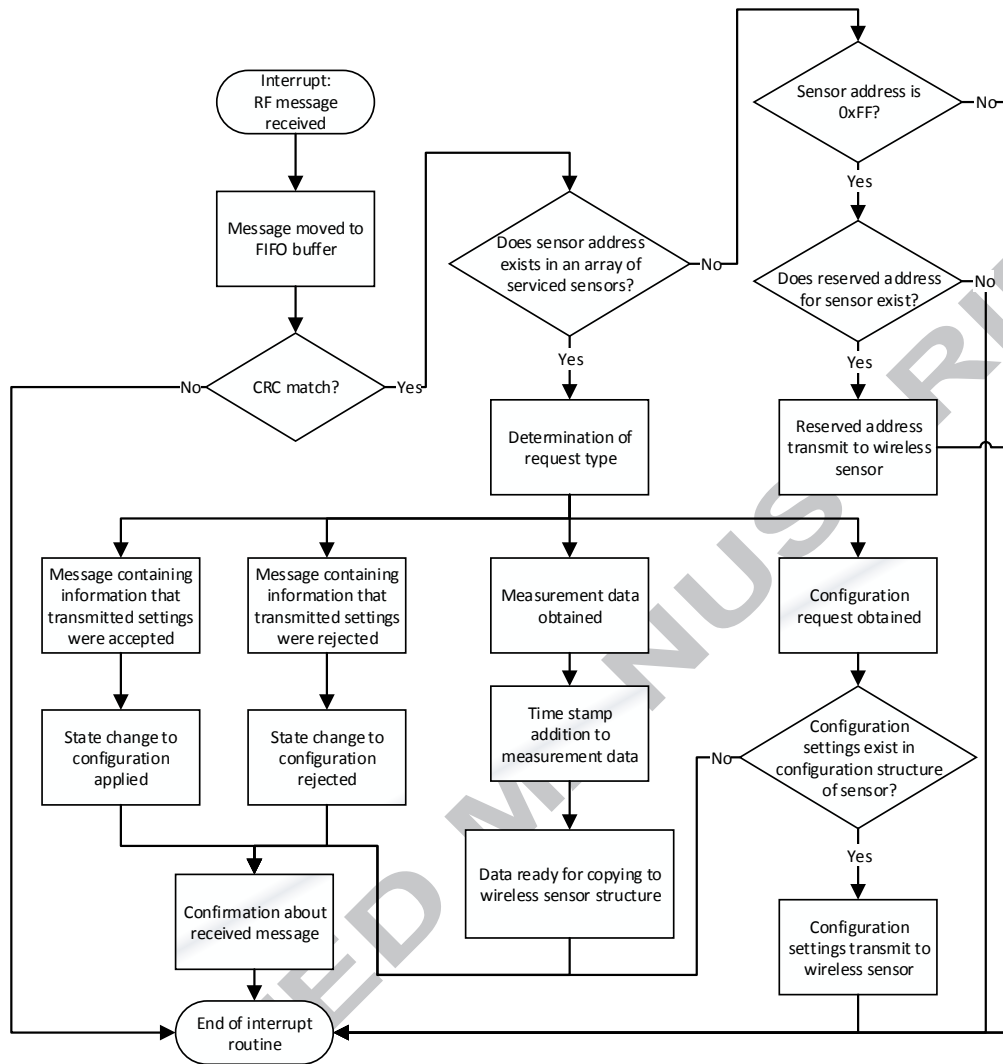 Interrupt:
RF message
received
Message moved to
FIFO buffer
CRC match?
No
Yes
Does sensor address
exists in an array of
serviced sensors?
No
Yes
Sensor address is
0xFF?
No
Yes
Does reserved address
for sensor exist?
No
Yes
Reserved address
transmit to wireless
sensor
Determination of
request type
Message containing
information that
transmitted settings
were accepted
Message containing
information that
transmitted settings
were rejected
Measurement data
obtained
Configuration
request obtained
State change to
configuration
applied
State change to
configuration
rejected
Time stamp
addition to
measurement data
Configuration
settings exist in
configuration structure
of sensor?
No
Yes
Data ready for copying to
wireless sensor structure
Confirmation about
received message
Configuration
settings transmit to
wireless sensor
End of interrupt
routine